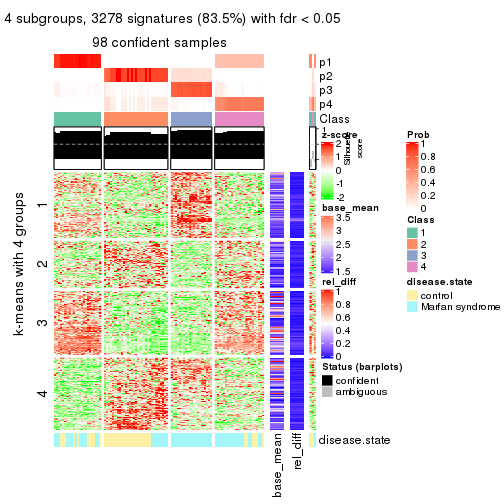 4 subgroups, 3278 signatures (83.5%) with fdr < 0.05
98 confident samples
p1
p2
p3
p4
Class
Silhouette score
1
2
3
4
k-means with 4 groups
disease.state
base_mean
rel_diff
z-score
2
1
0
-1
-2
base_mean
3.5
3
2.5
2
1.5
rel_diff
1
0.8
0.6
0.4
0.2
0
Status (barplots)
confident
ambiguous
Prob
1
0.8
0.6
0.4
0.2
0
Class
1
2
3
4
disease.state
control
Marfan syndrome